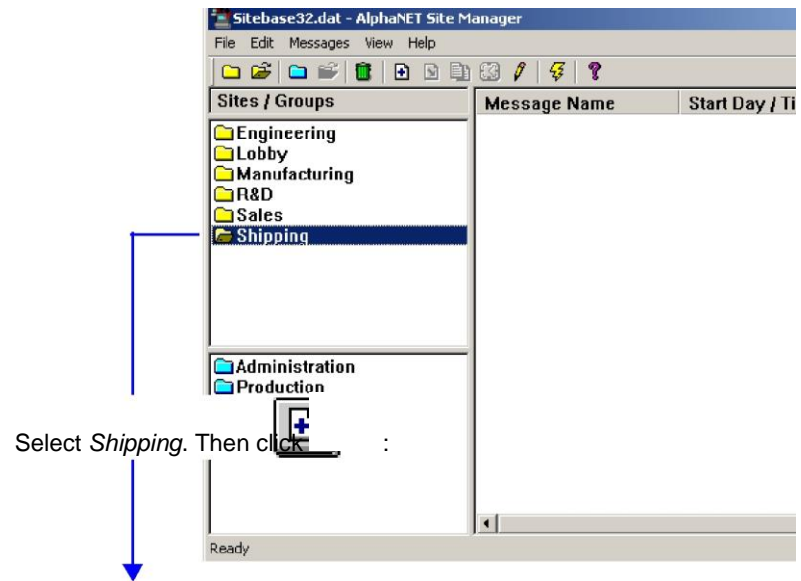 Sitebase32.dat - AlphaNET Site Manager
File Edit Messages View Help
Sites / Groups
Message Name Start Day / Ti
Engineering
Lobby
Manufacturing
R&D
Sales
Shipping
Administration
Production
Select Shipping. Then click :
Ready